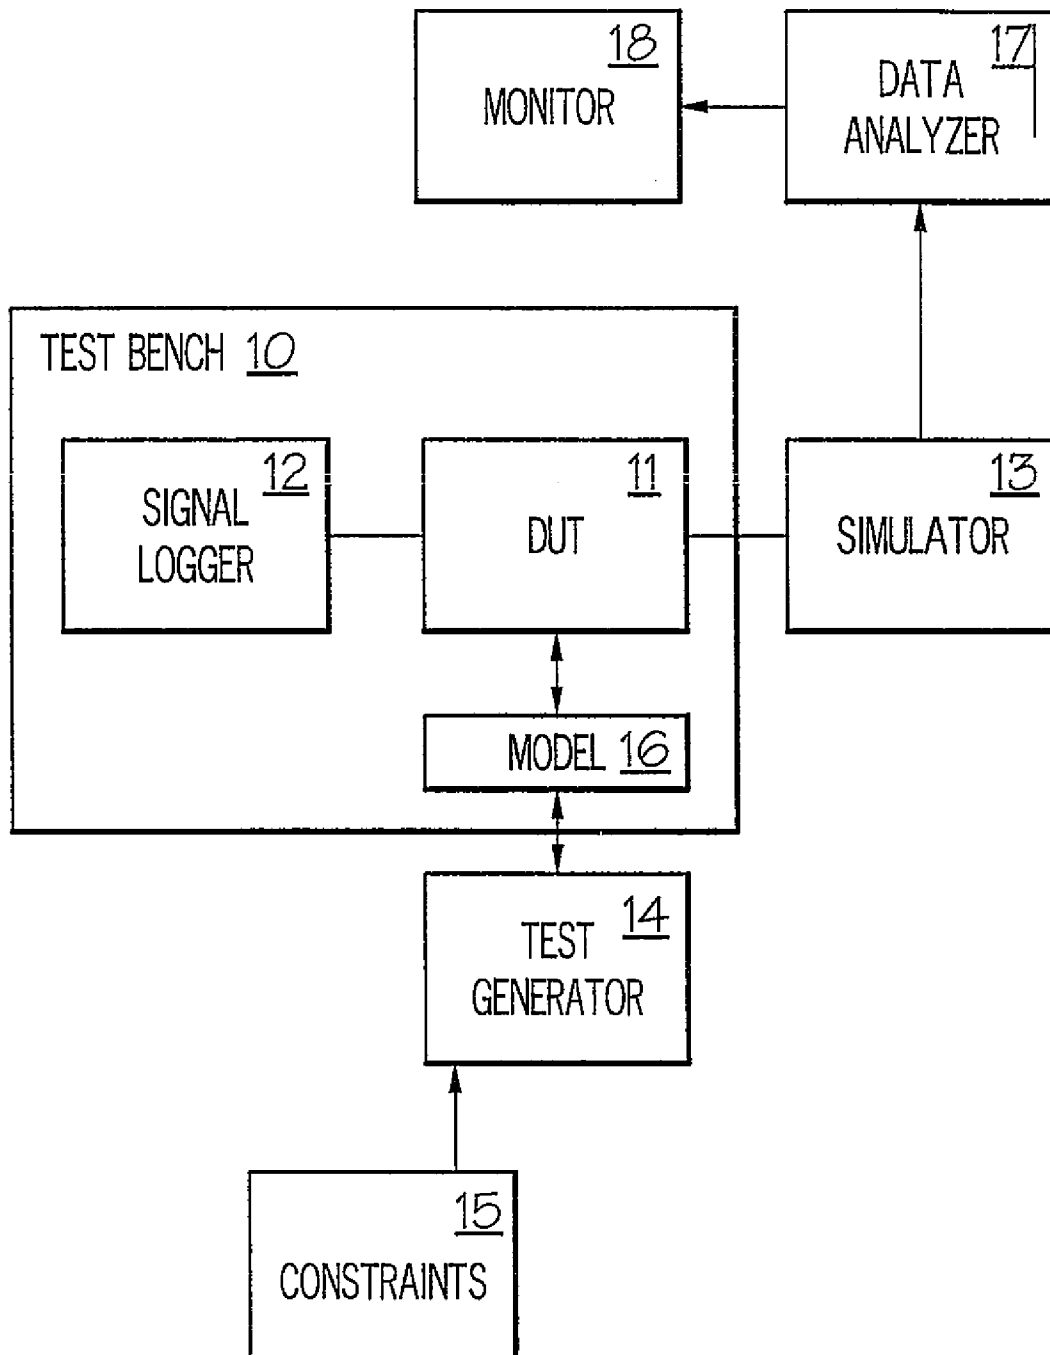 18
MONITOR
17
DATA
ANALYZER
TEST BENCH 10
12
SIGNAL
LOGGER
11
DUT
13
SIMULATOR
MODEL 16
14
TEST
GENERATOR
15
CONSTRAINTS